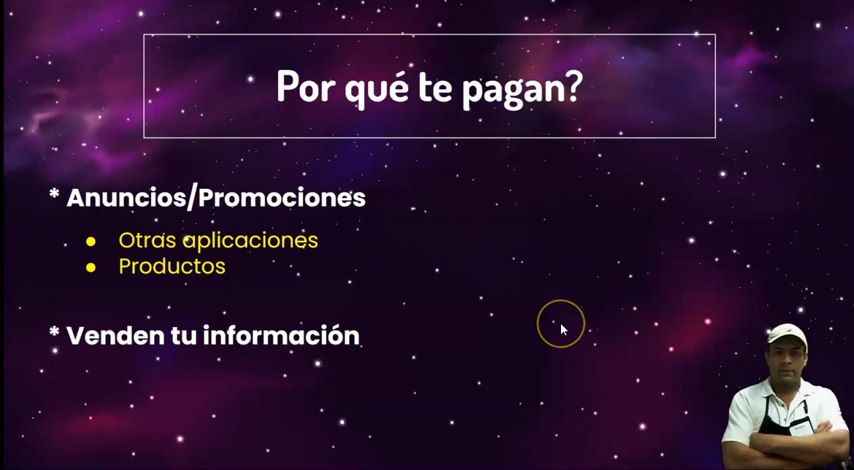 Por qué te pagan?
* Anuncios/Promociones
● Otras aplicaciones
● Productos
* Venden tu información